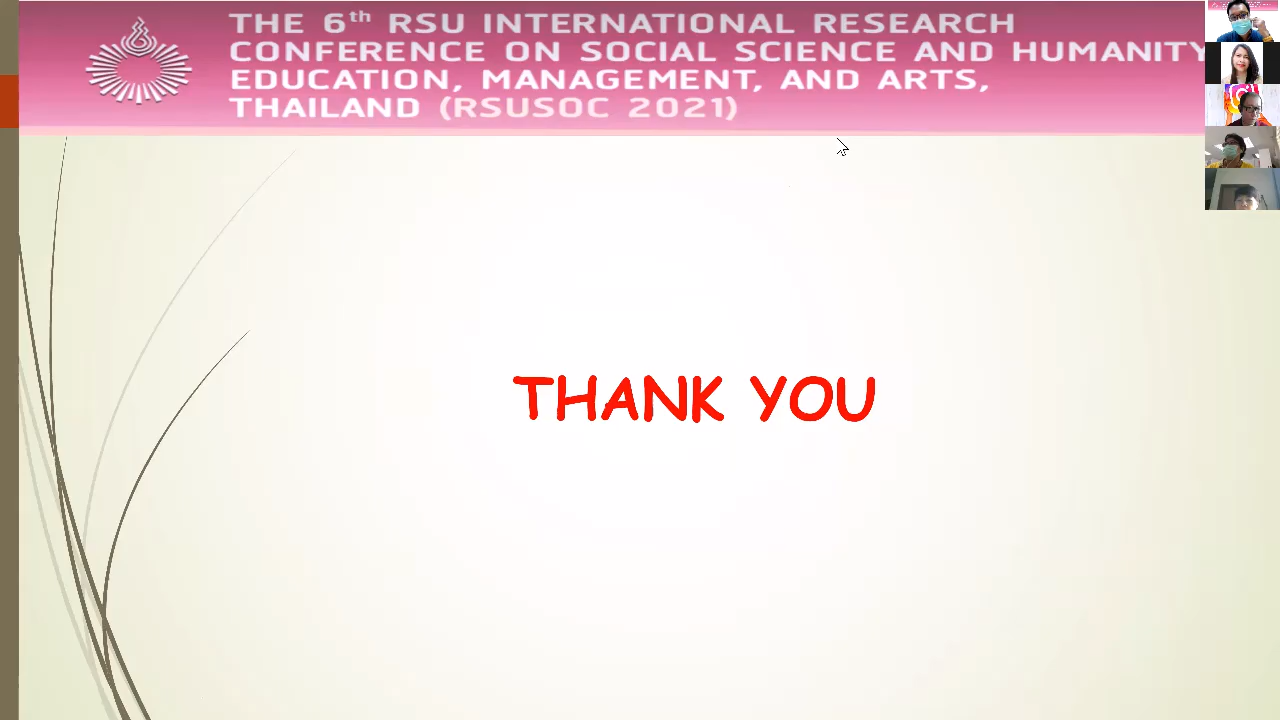 THE 6th RSU INTERNATIONAL RESEARCH
CONFERENCE ON SOCIAL SCIENCE AND HUMANITY
EDUCATION, MANAGEMENT, AND ARTS,
THAILAND (RSUSOC 2021)
THANK YOU